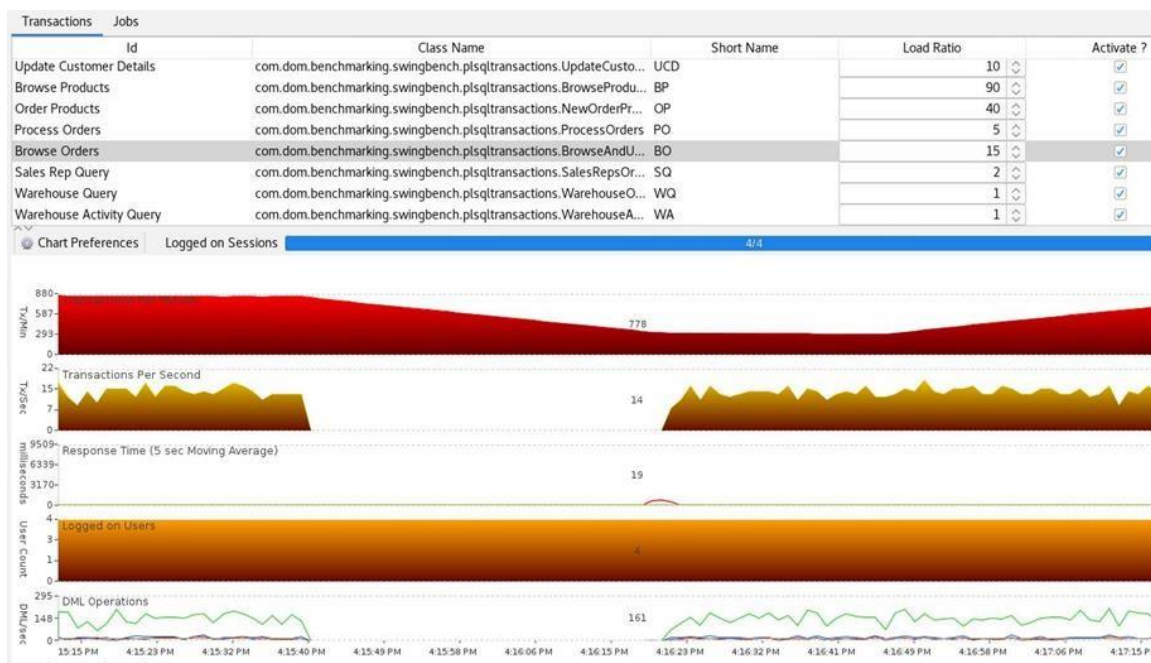 Transactions Jobs
Id Class Name Short Name Load Ratio Activate ?
Update Customer Details com.dom.benchmarking.swingbench.plsqltransactions.UpdateCusto... UCD 10
Browse Products com.dom.benchmarking.swingbench.plsqltransactions.BrowseProdu... BP 90
Order Products com.dom.benchmarking.swingbench.plsqltransactions.NewOrderPr... OP 40
Process Orders com.dom.benchmarking.swingbench.plsqltransactions.ProcessOrders PO 5
Browse Orders com.dom.benchmarking.swingbench.plsqltransactions.BrowseAndU... BO 15
Sales Rep Query com.dom.benchmarking.swingbench.plsqltransactions.SalesRepsOr... SQ 2
Warehouse Query com.dom.benchmarking.swingbench.plsqltransactions.WarehouseO... WQ 1
Warehouse Activity Query com.dom.benchmarking.swingbench.plsqltransactions.WarehouseA... WA 1
Chart Preferences Logged on Sessions 4/4
Tx/Min
880
587
293
0
778
Transactions Per Second
Tx/Sec
22
15
7
0
14
Response Time (5 sec Moving Average)
milliseconds
9509
6339
3170
0
19
Logged on Users
User Count
4
3
1
0
4
DML Operations
DML/sec
295
148
0
161
15:15 PM 4:15:23 PM 4:15:32 PM 4:15:40 PM 4:15:49 PM 4:15:58 PM 4:16:06 PM 4:16:15 PM 4:16:23 PM 4:16:32 PM 4:16:41 PM 4:16:49 PM 4:16:58 PM 4:17:06 PM 4:17:15 P